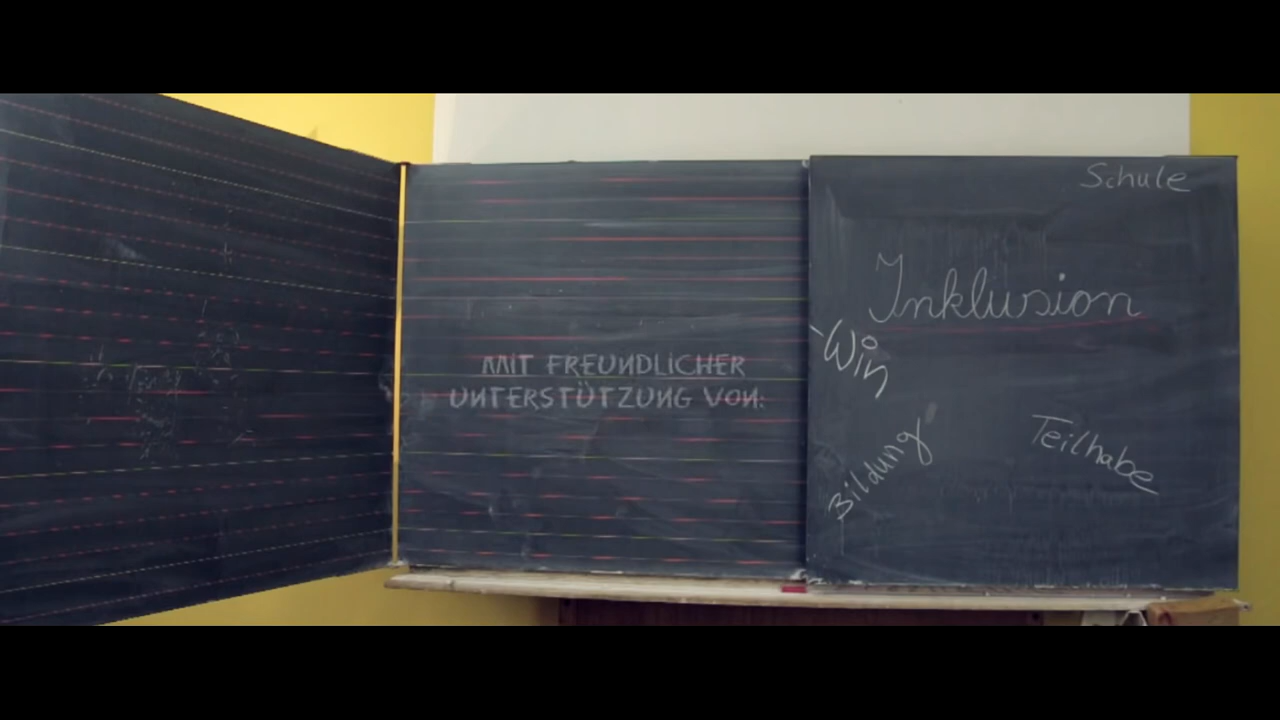 MIT FREUNDLICHER
UNTERSTÜTZUNG VON:
Schule
Inklusion
Win
Bildung
Teilhabe